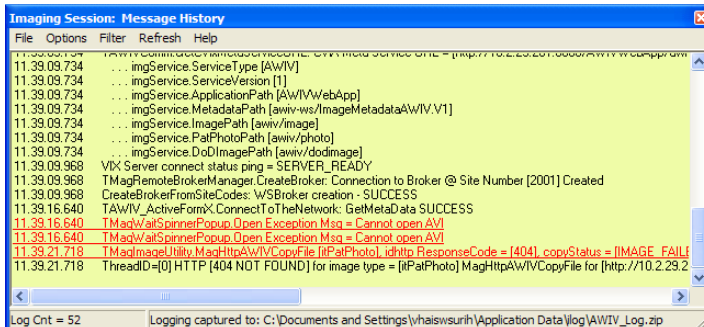 Imaging Session: Message History
File Options Filter Refresh Help
11.39.09.734 . . . imgService.ServiceType [AWIV]
11.39.09.734 . . . imgService.ServiceVersion [1]
11.39.09.734 . . . imgService.ApplicationPath [AWIVWebApp]
11.39.09.734 . . . imgService.MetadataPath [awiv-ws/ImageMetadataAWIV.V1]
11.39.09.734 . . . imgService.ImagePath [awiv/image]
11.39.09.734 . . . imgService.PatPhotoPath [awiv/photo]
11.39.09.734 . . . imgService.DoDImagePath [awiv/dodimage]
11.39.09.968 VIX Server connect status ping = SERVER_READY
11.39.09.968 TMagRemoteBrokerManager.CreateBroker: Connection to Broker @ Site Number [2001] Created
11.39.09.968 CreateBrokerFromSiteCodes: WSBroker creation - SUCCESS
11.39.16.640 TAWIV_ActiveFormX.ConnectToTheNetwork: GetMetaData SUCCESS
11.39.16.640 TMagWaitSpinnerPopup.Open Exception Msg = Cannot open AVI
11.39.16.640 TMagWaitSpinnerPopup.Open Exception Msg = Cannot open AVI
11.39.21.718 TMagImageUtility.MagHttpAWIVCopyFile [itPatPhoto], idhttp ResponseCode = [404], copyStatus = [IMAGE_FAILE
11.39.21.718 ThreadID=[0] HTTP [404 NOT FOUND] for image type = [itPatPhoto] MagHttpAWIVCopyFile for [http://10.2.29.2
Log Cnt = 52 Logging captured to: C:\Documents and Settings\vhaiswsurih\Application Data\ilog\AWIV_Log.zip